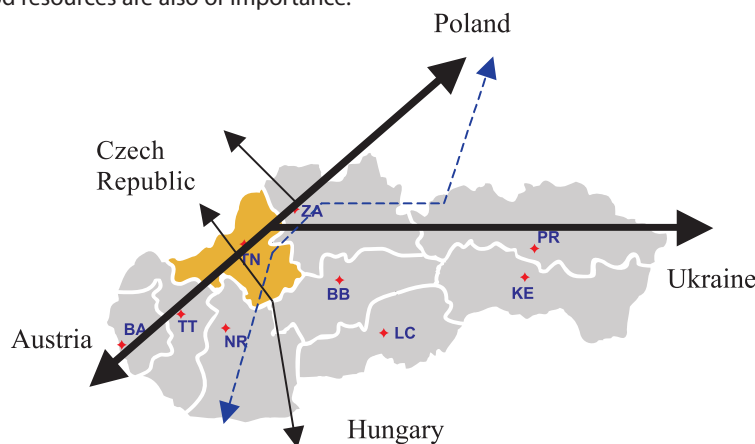 od resources are also of importance.
Poland
Czech
Republic
ZA
PR
TN
Ukraine
BB
KE
BA
TT
NR
LC
Austria
Hungary